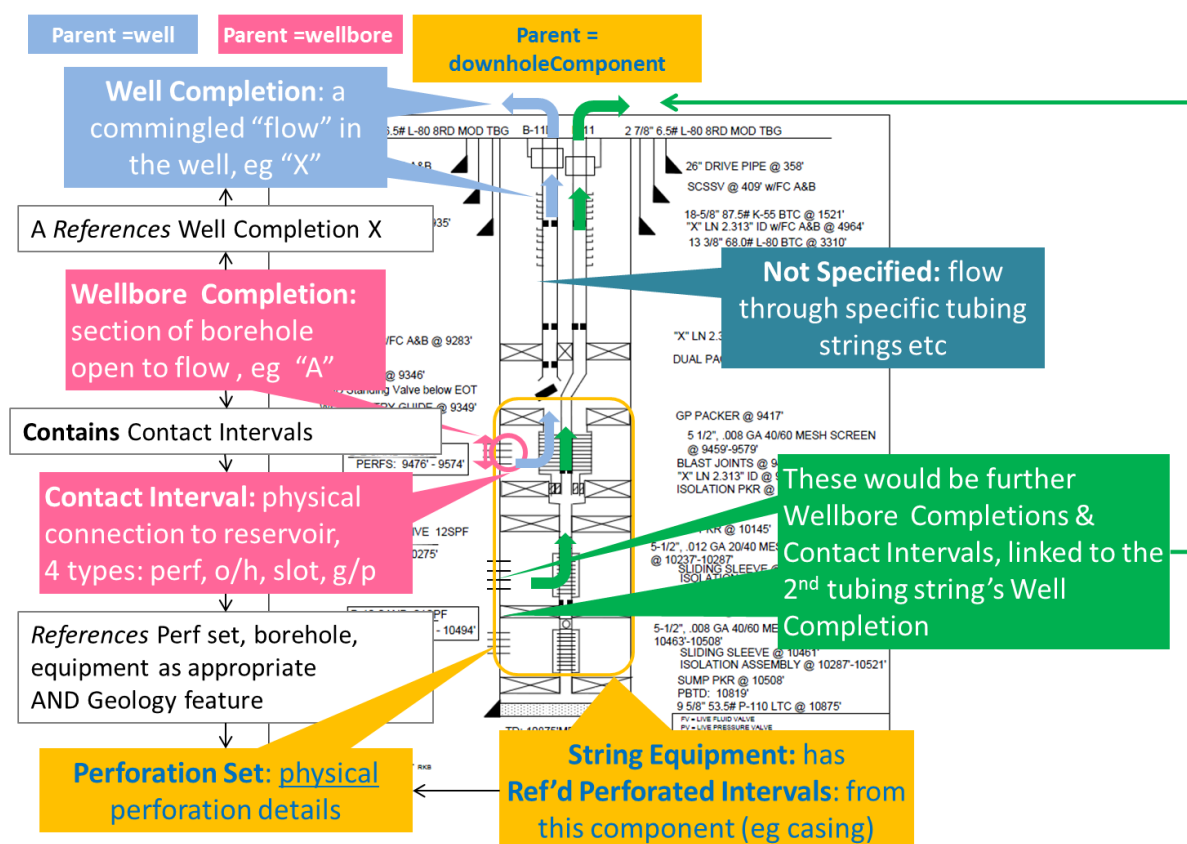 Parent =well
Parent =wellbore
Parent =
downholeComponent
Well Completion: a
commingled “flow” in
the well, eg “X”
6.5# L-80 8RD MOD TBG
2 7/8" 6.5# L-80 8RD MOD TBG
26" DRIVE PIPE @ 358'
SCSSV @ 409' w/FC A&B
18-5/8" 87.5# K-55 BTC @ 1521'
"X" LN 2.313" ID w/FC A&B @ 4964'
13 3/8" 68.0# L-80 BTC @ 3310'
A References Well Completion X
Not Specified: flow
through specific tubing
strings etc
Wellbore Completion:
section of borehole
open to flow , eg “A”
/FC A&B @ 9283'
@ 9346'
Standing Valve below EOT
GUIDE @ 9349'
"X" LN
DUAL
Contains Contact Intervals
PERFS: 9476' - 9574'
GP PACKER @ 9417'
5 1/2", .008 GA 40/60 MESH SCREEN
@ 9459'-9579'
BLAST JOINTS @
"X" LN 2.313" ID @
ISOLATION PKR @
Contact Interval: physical
connection to reservoir,
4 types: perf, o/h, slot, g/p
12SPF
10275'
These would be further
Wellbore Completions &
Contact Intervals, linked to the
2nd tubing string’s Well
Completion
PKR @ 10145'
5-1/2", .012 GA 20/40
@ 10237'-10287'
SLIDING SLEEVE @
References Perf set, borehole,
equipment as appropriate
AND Geology feature
- 10494'
5-1/2", .008 GA 40/60
10463'-10508'
SLIDING SLEEVE @ 10461'
ISOLATION ASSEMBLY @ 10287'-10521'
SUMP PKR @ 10508'
PBTD: 10819'
9 5/8" 53.5# P-110 LTC @ 10875'
FV = LIVE FLUID VALVE
PV = LIVE PRESSURE VALVE
RKB
Perforation Set: physical
perforation details
String Equipment: has
Ref’d Perforated Intervals: from
this component (eg casing)